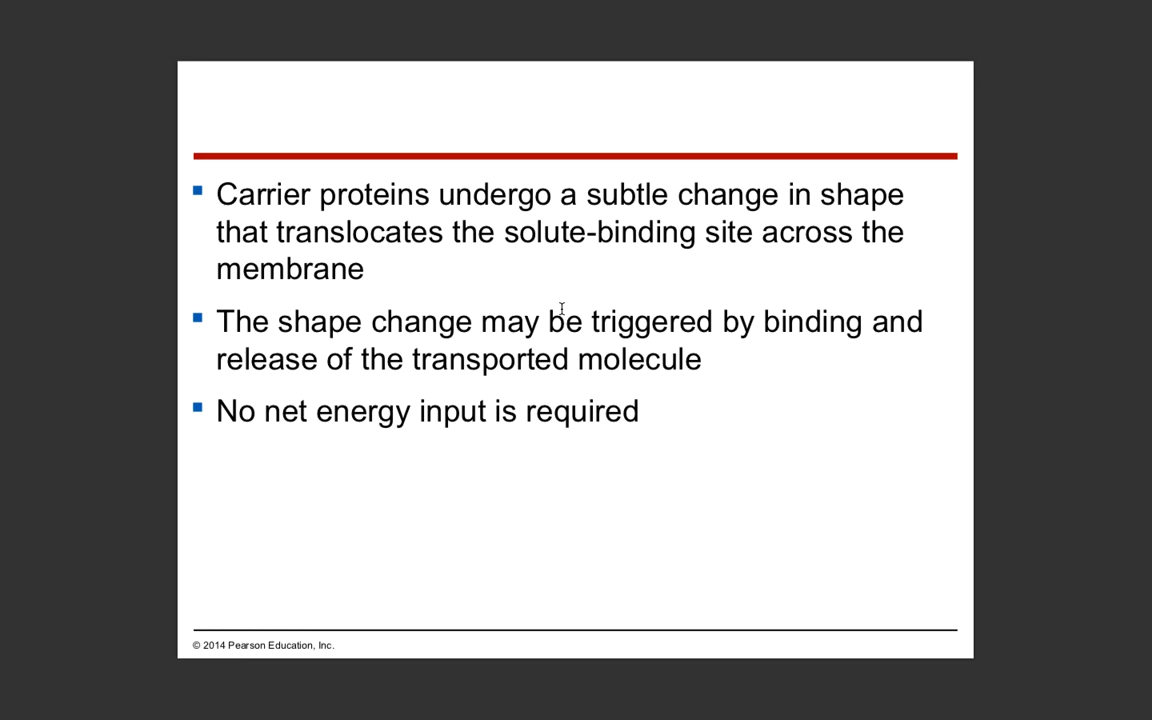 Carrier proteins undergo a subtle change in shape
that translocates the solute-binding site across the
membrane
The shape change may be triggered by binding and
release of the transported molecule
No net energy input is required
© 2014 Pearson Education, Inc.